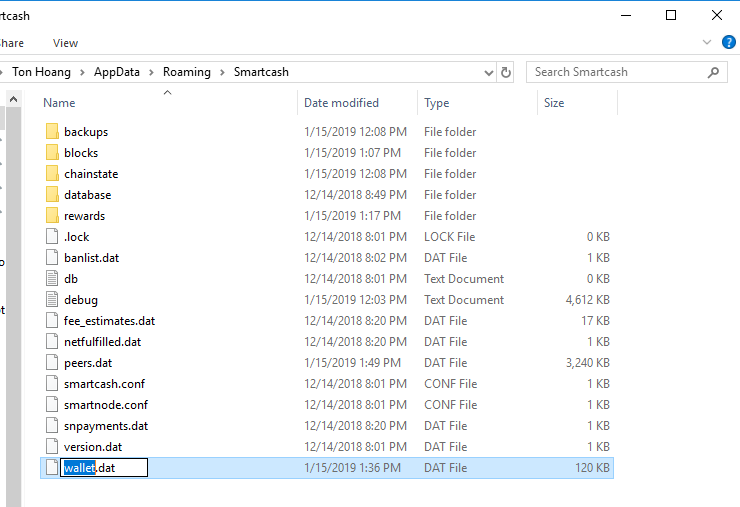 rtcash
hare View
Ton Hoang AppData Roaming Smartcash Search Smartcash
Name Date modified Type Size
backups 1/15/2019 12:08 PM File folder
blocks 1/15/2019 1:07 PM File folder
chainstate 1/15/2019 12:08 PM File folder
database 12/14/2018 8:49 PM File folder
rewards 1/15/2019 1:17 PM File folder
.lock 12/14/2018 8:01 PM LOCK File 0 KB
banlist.dat 12/14/2018 8:02 PM DAT File 1 KB
db 12/14/2018 8:01 PM Text Document 0 KB
debug 1/15/2019 12:03 PM Text Document 4,612 KB
fee_estimates.dat 12/14/2018 8:20 PM DAT File 17 KB
netfulfilled.dat 12/14/2018 8:20 PM DAT File 1 KB
peers.dat 1/15/2019 1:49 PM DAT File 3,240 KB
smartcash.conf 12/14/2018 8:01 PM CONF File 1 KB
smartnode.conf 12/14/2018 8:01 PM CONF File 1 KB
snpayments.dat 12/14/2018 8:20 PM DAT File 1 KB
version.dat 12/14/2018 8:01 PM DAT File 1 KB
wallet.dat 1/15/2019 1:36 PM DAT File 120 KB